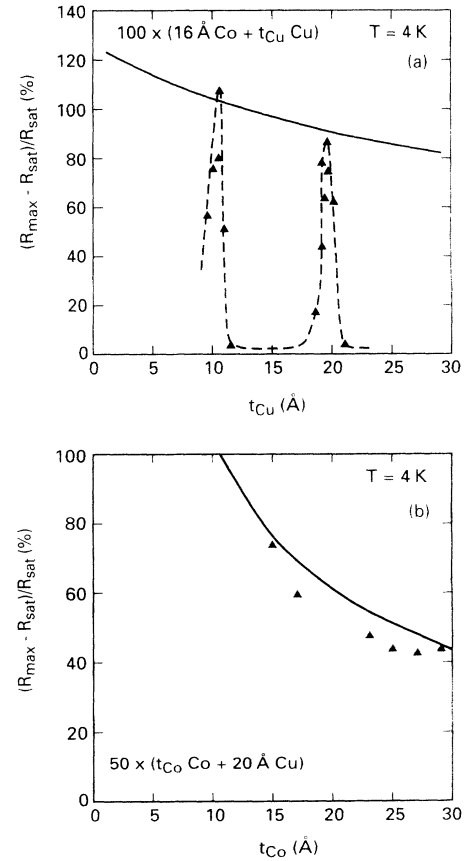 100 x (16 Å Co + tCu Cu) T = 4 K
(a)
(Rmax - Rsat)/Rsat (%)
140
120
100
80
60
40
20
0
0 5 10 15 20 25 30
tCu (Å)
T = 4 K
(b)
(Rmax - Rsat)/Rsat (%)
100
80
60
40
20
0
50 x (tCo Co + 20 Å Cu)
0 5 10 15 20 25 30
tCo (Å)